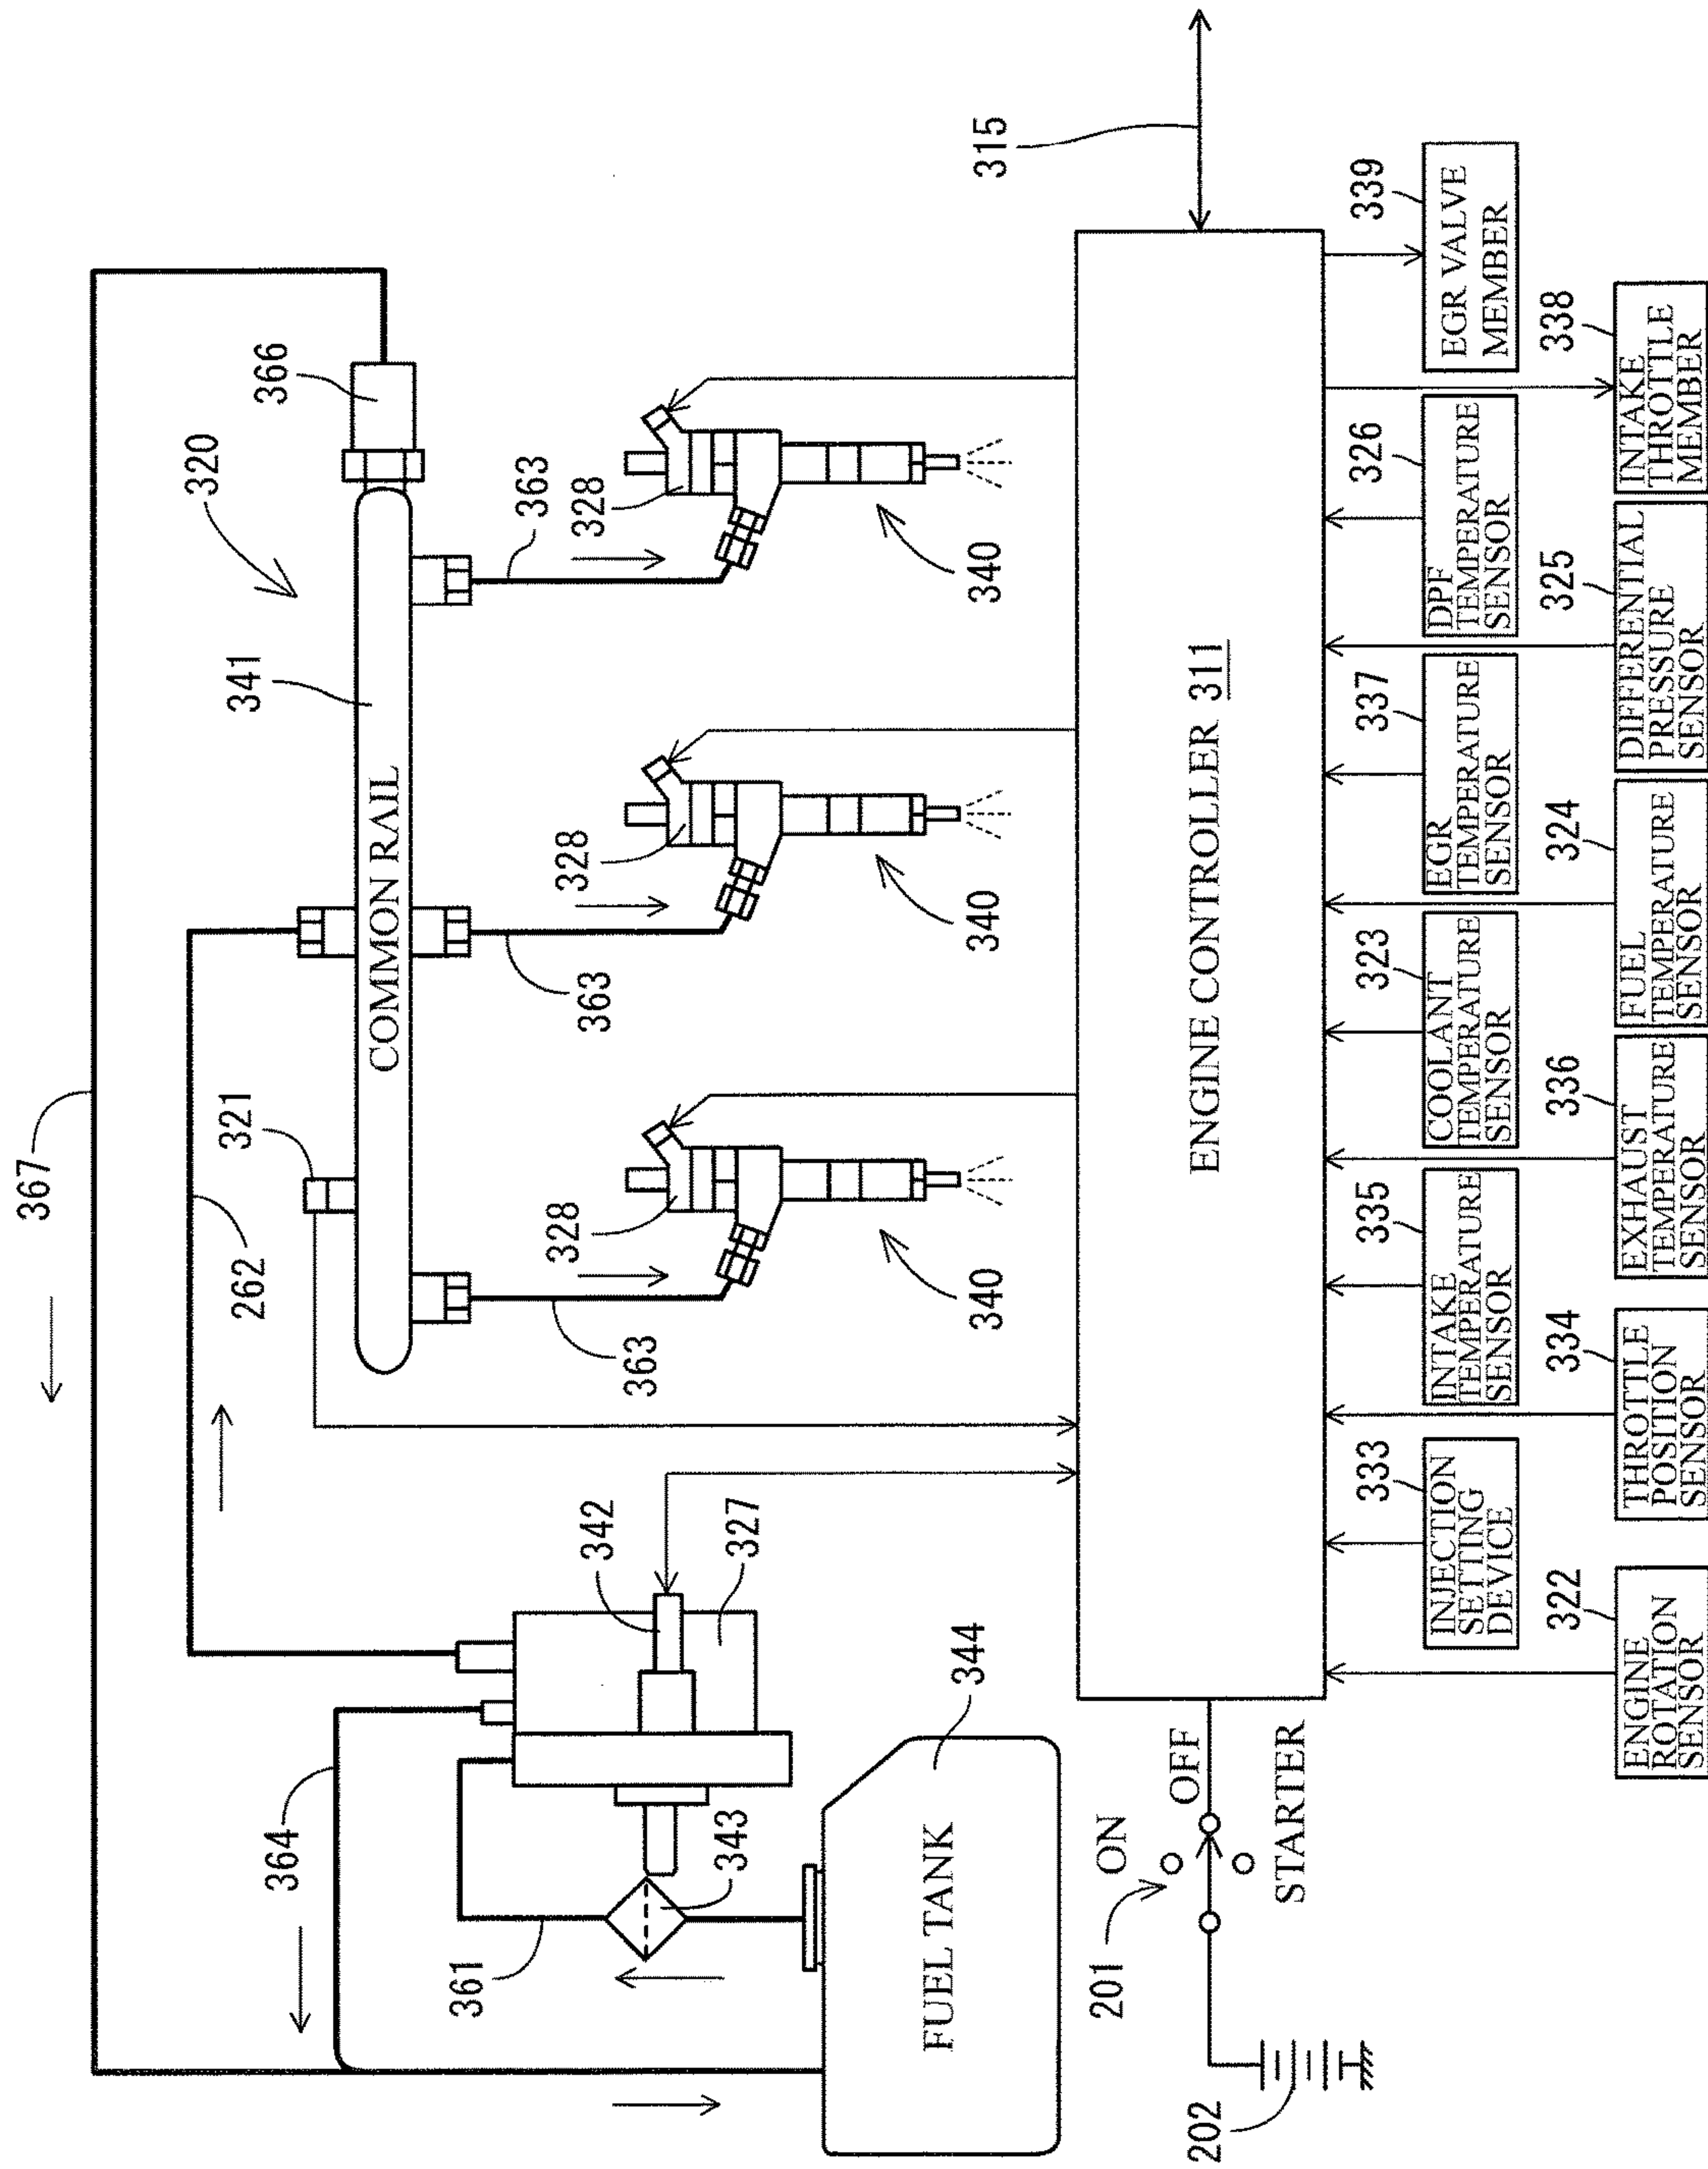 367
262
321
341
320
366
COMMON RAIL
364
361
343
342
327
363
328
340
363
328
340
363
328
340
344
FUEL TANK
315
ENGINE CONTROLLER 311
201
ON
OFF
STARTER
202
322
ENGINE
ROTATION
SENSOR
333
INJECTION
SETTING
DEVICE
334
THROTTLE
POSITION
SENSOR
335
INTAKE
TEMPERATURE
SENSOR
336
EXHAUST
TEMPERATURE
SENSOR
323
COOLANT
TEMPERATURE
SENSOR
324
FUEL
TEMPERATURE
SENSOR
337
EGR
TEMPERATURE
SENSOR
325
DIFFERENTIAL
PRESSURE
SENSOR
326
DPF
TEMPERATURE
SENSOR
338
INTAKE
THROTTLE
MEMBER
339
EGR VALVE
MEMBER